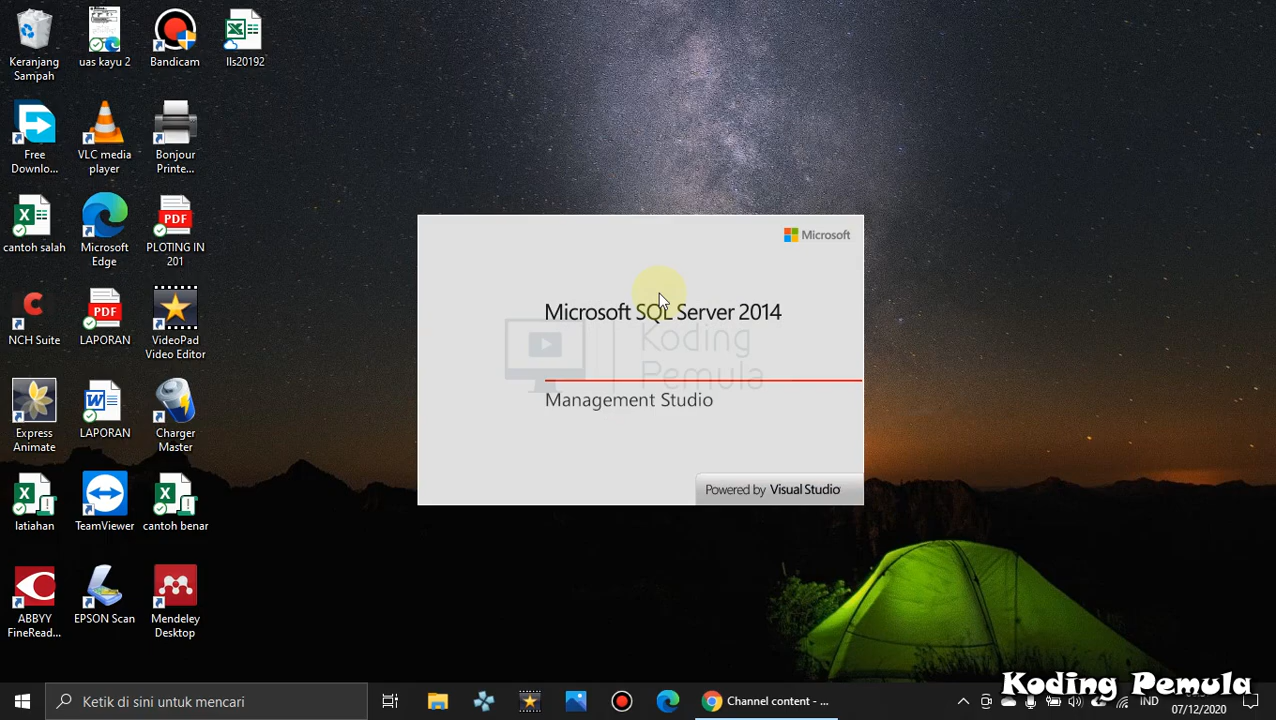 Keranjang
Sampah
uas kayu 2
Bandicam
lls20192
Free
Downlo...
VLC media
player
Bonjour
Printe...
cantoh salah
Microsoft
Edge
PDF
PLOTING IN
201
NCH Suite
PDF
LAPORAN
VideoPad
Video Editor
Express
Animate
LAPORAN
Charger
Master
latiahan
TeamViewer
cantoh benar
ABBYY
FineRead...
EPSON Scan
Mendeley
Desktop
Microsoft
Microsoft SQL Server 2014
Koding
Pemula
Management Studio
Powered by Visual Studio
Koding Pemula
Ketik di sini untuk mencari
Channel content - ...
IND
07/12/2020